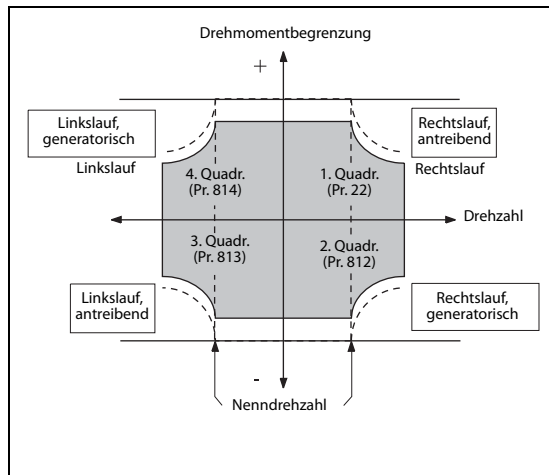 Drehmomentbegrenzung
+
Linkslauf,
generatorisch
Rechtslauf,
antreibend
Linkslauf
Rechtslauf
4. Quadr.
(Pr. 814)
1. Quadr.
(Pr. 22)
Drehzahl
3. Quadr.
(Pr. 813)
2. Quadr.
(Pr. 812)
Linkslauf,
antreibend
Rechtslauf,
generatorisch
-
Nenndrehzahl